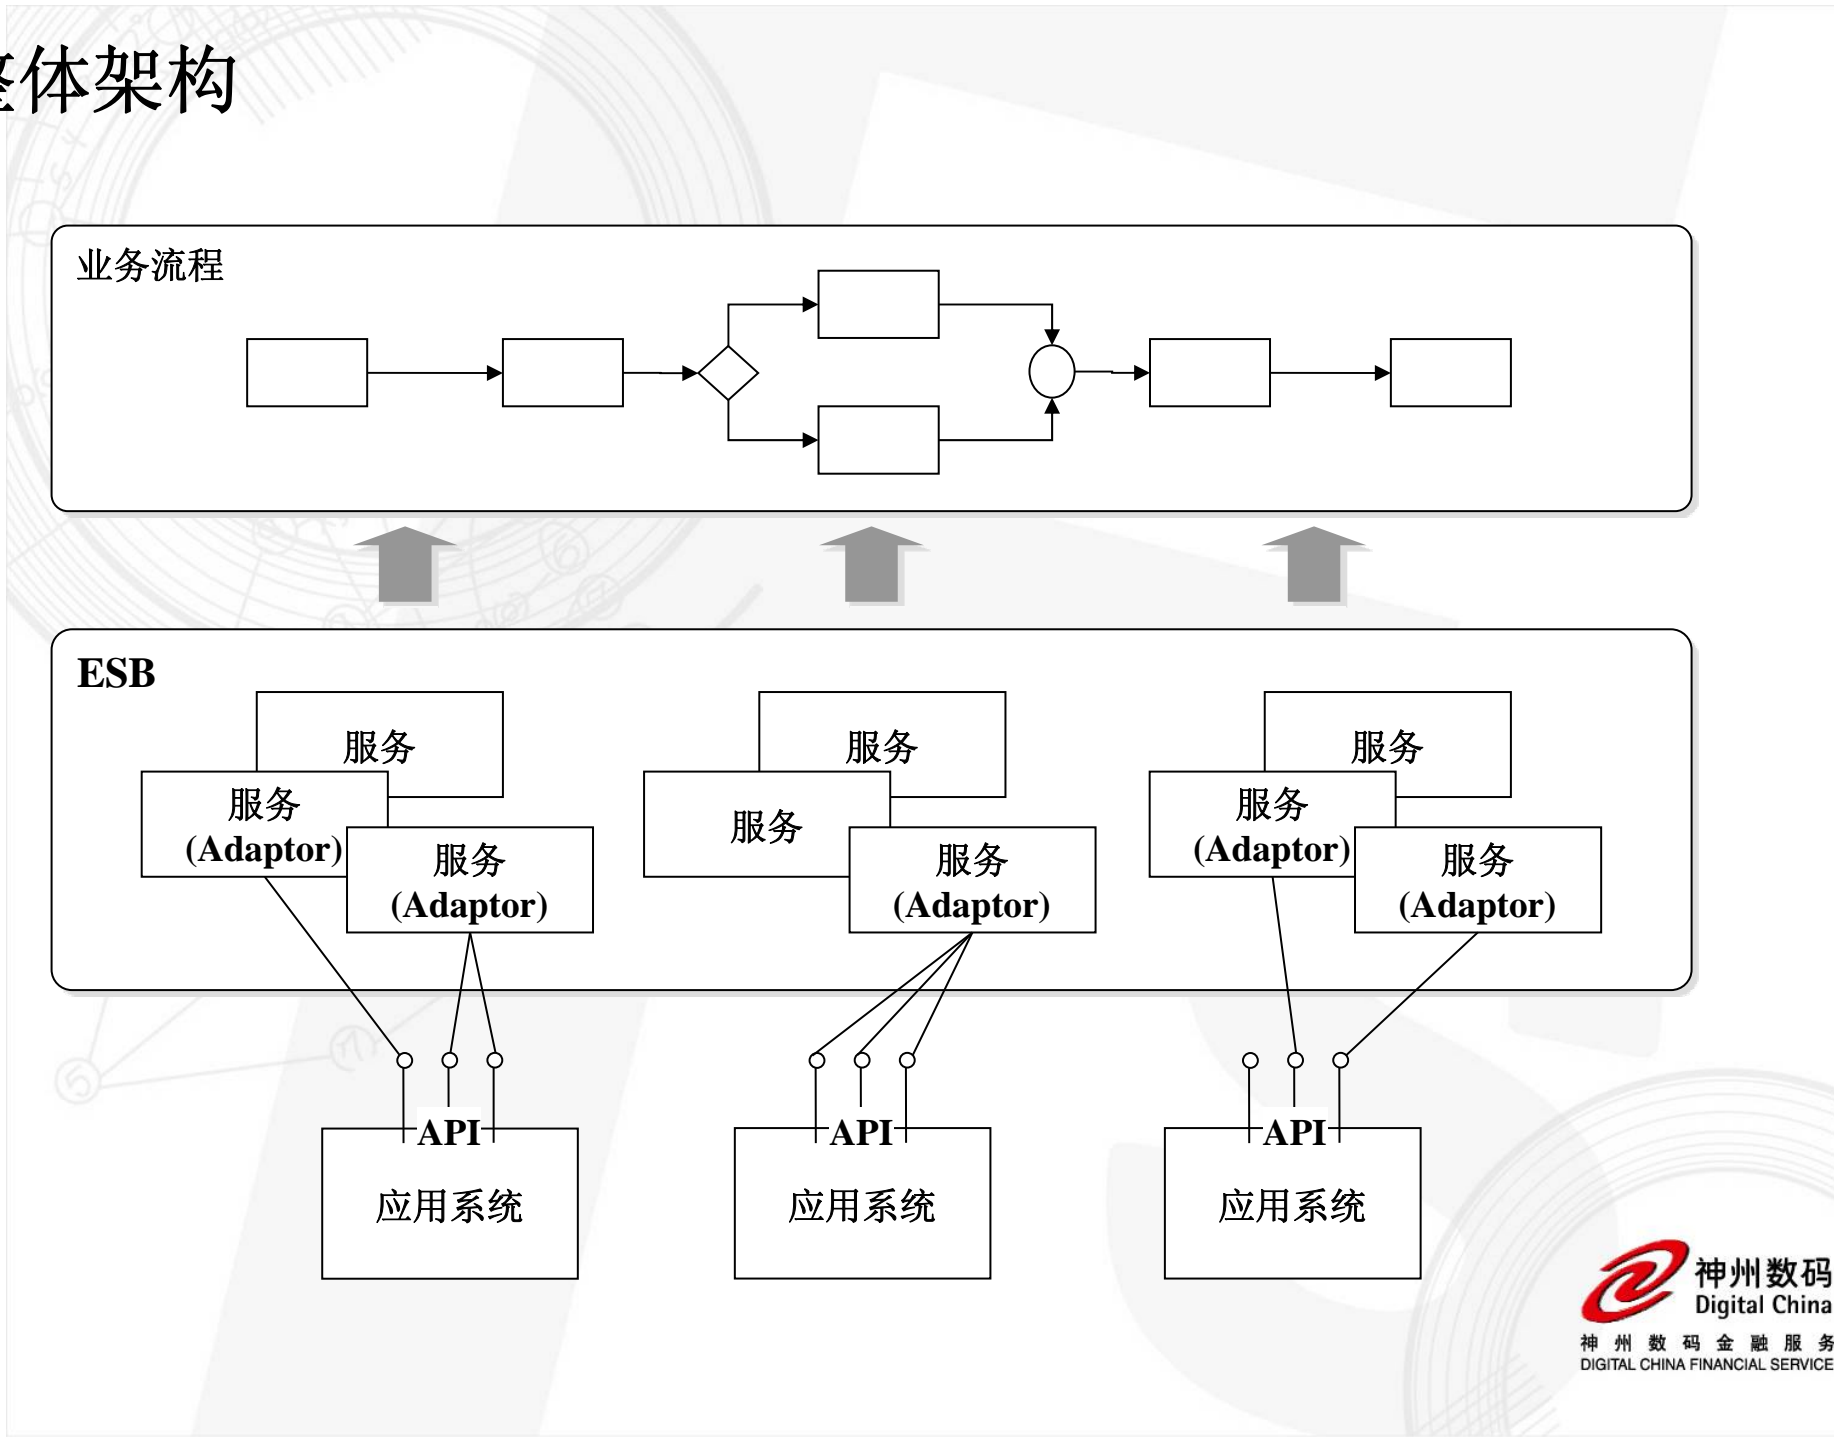 体架构
业务流程
ESB
服务
服务
服务
服务
(Adaptor)
服务
(Adaptor)
服务
服务
(Adaptor)
服务
(Adaptor)
服务
(Adaptor)
API
API
API
应用系统
应用系统
应用系统
神州数码
Digital China
神州数码金融服务
DIGITAL CHINA FINANCIAL SERVICE